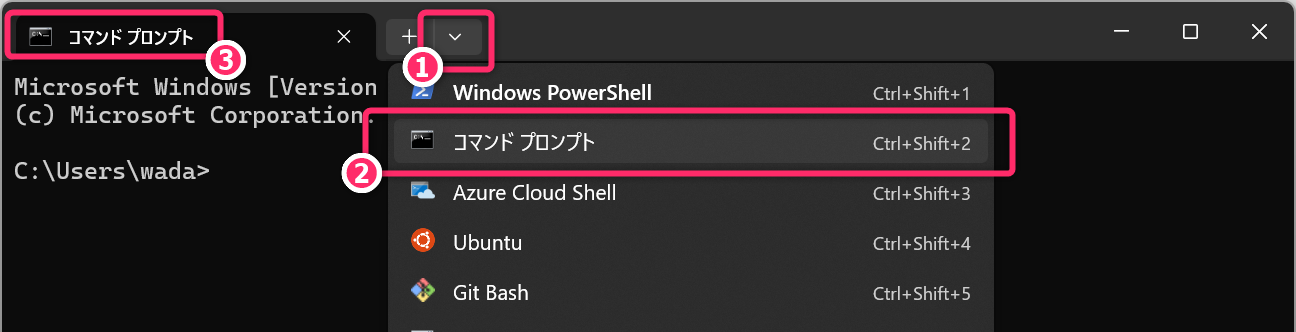 コマンド プロンプト
3
1
Microsoft Windows [Version
(c) Microsoft Corporation.
C:\Users\wada>
Windows PowerShell Ctrl+Shift+1
コマンド プロンプト Ctrl+Shift+2
2
Azure Cloud Shell Ctrl+Shift+3
Ubuntu Ctrl+Shift+4
Git Bash Ctrl+Shift+5